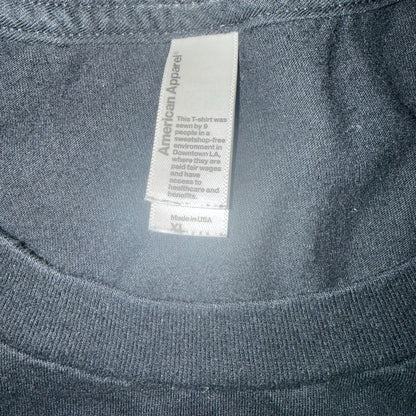 American Apparel®
This T-shirt was
sewn by 9
people in a
sweatshop-free
environment in
Downtown LA,
where they are
paid fair wages
and have
access to
healthcare and
benefits.
Made in USA
XL